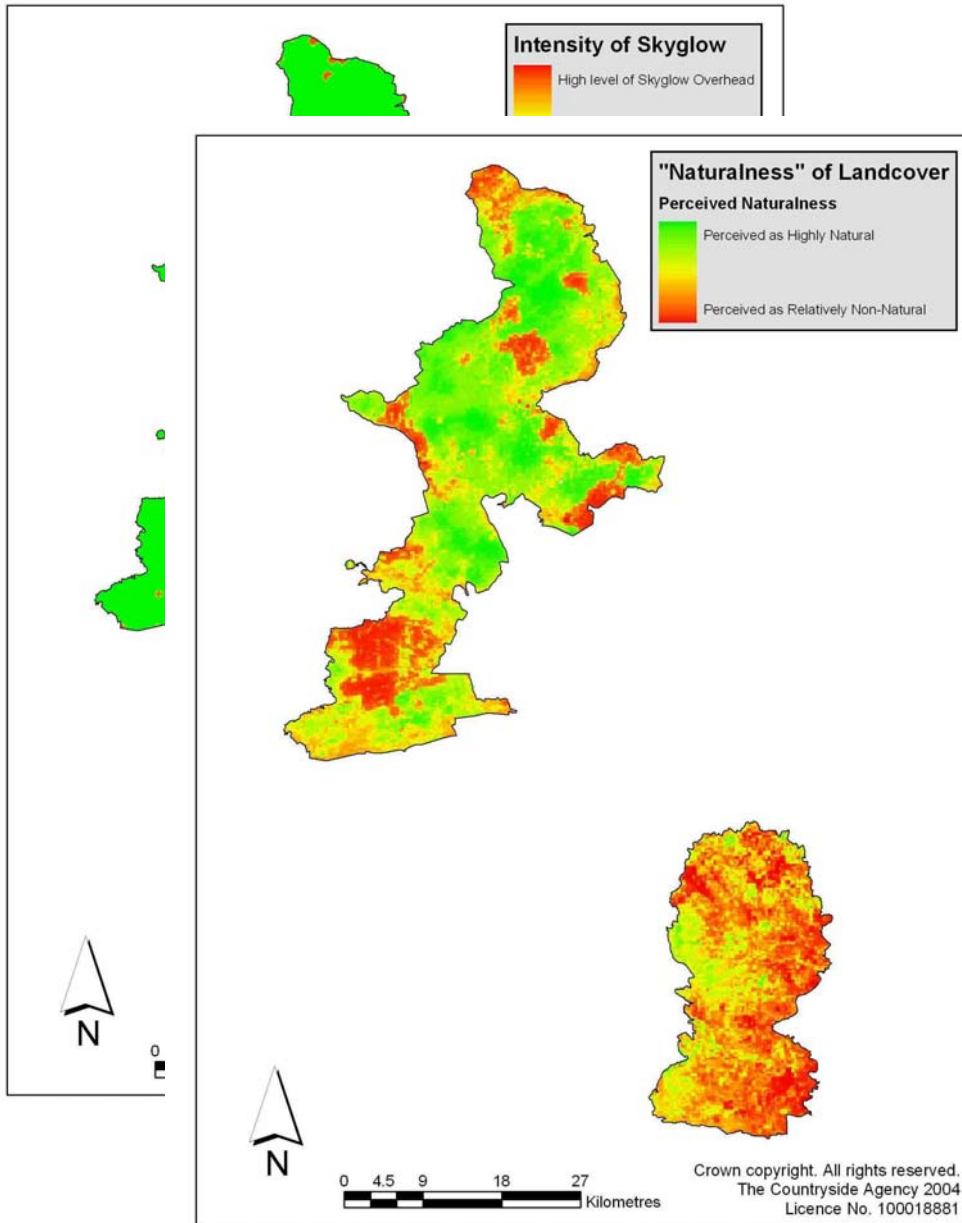 Intensity of Skyglow
High level of Skyglow Overhead
"Naturalness" of Landcover
Perceived Naturalness
Perceived as Highly Natural
Perceived as Relatively Non-Natural
N
0
N
0 4.5 9 18 27
Kilometres
Crown copyright. All rights reserved.
The Countryside Agency 2004
Licence No. 100018881